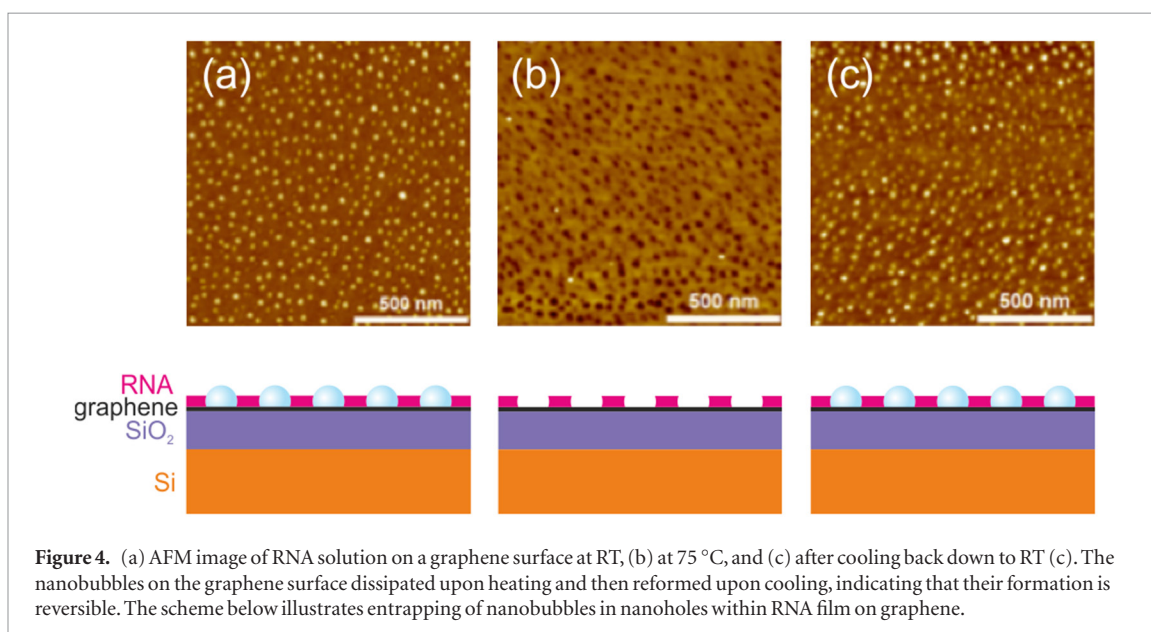 (a)
(b)
(c)
500 nm
500 nm
500 nm
RNA
graphene
SiO₂
Si
Figure 4. (a) AFM image of RNA solution on a graphene surface at RT, (b) at 75 °C, and (c) after cooling back down to RT (c). The
nanobubbles on the graphene surface dissipated upon heating and then reformed upon cooling, indicating that their formation is
reversible. The scheme below illustrates entrapping of nanobubbles in nanoholes within RNA film on graphene.